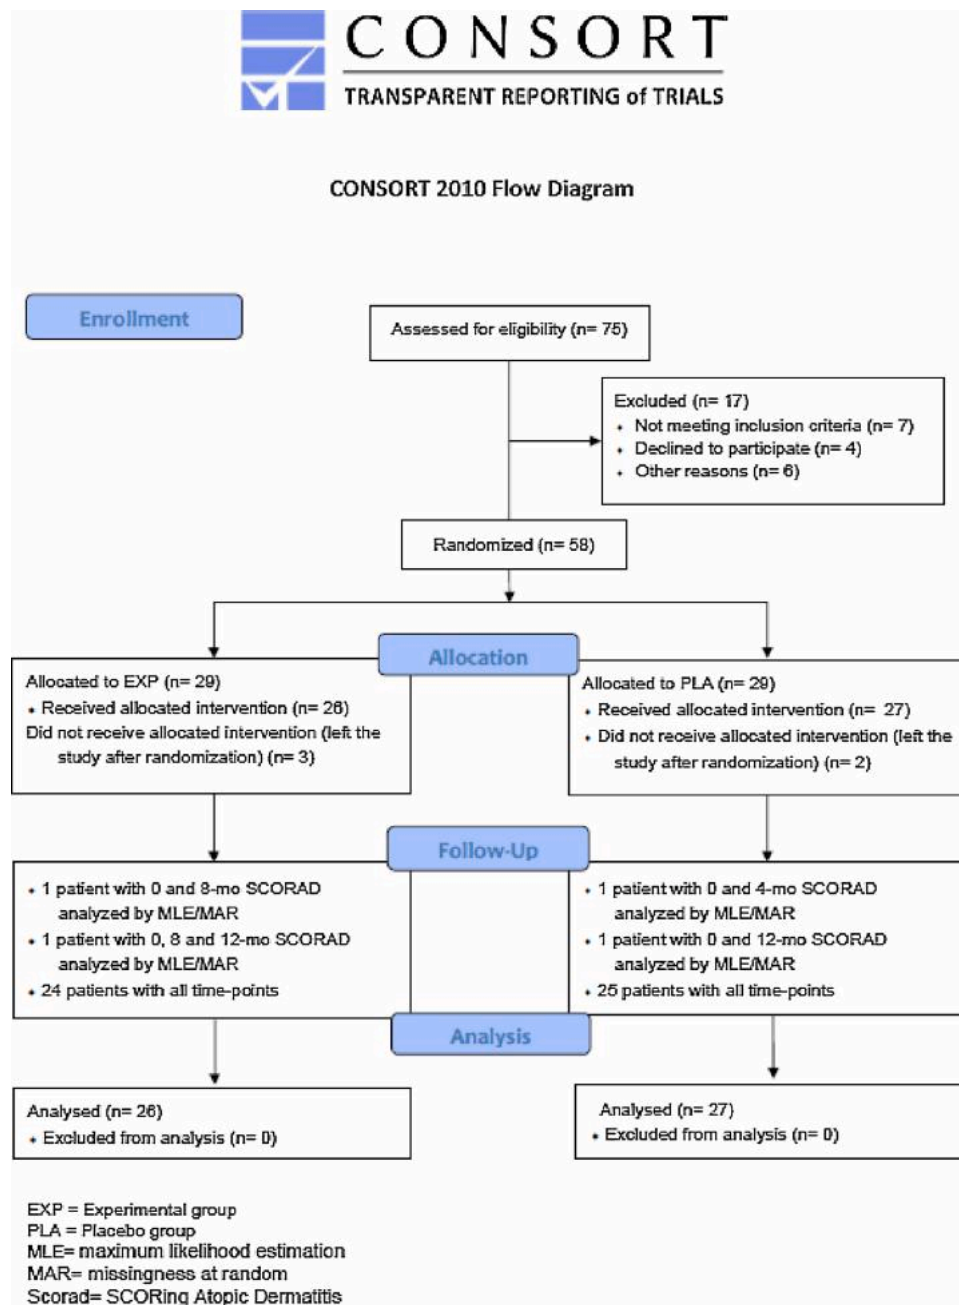 CONSORT
TRANSPARENT REPORTING of TRIALS
CONSORT 2010 Flow Diagram
Enrollment
Assessed for eligibility (n= 75)
Excluded (n= 17)
• Not meeting inclusion criteria (n= 7)
• Declined to participate (n= 4)
• Other reasons (n= 6)
Randomized (n= 58)
Allocation
Allocated to EXP (n= 29)
• Received allocated intervention (n= 26)
Did not receive allocated intervention (left the
study after randomization) (n= 3)
Allocated to PLA (n= 29)
• Received allocated intervention (n= 27)
• Did not receive allocated intervention (left the
study after randomization) (n= 2)
Follow-Up
• 1 patient with 0 and 8-mo SCORAD
analyzed by MLE/MAR
• 1 patient with 0, 8 and 12-mo SCORAD
analyzed by MLE/MAR
• 24 patients with all time-points
• 1 patient with 0 and 4-mo SCORAD
analyzed by MLE/MAR
• 1 patient with 0 and 12-mo SCORAD
analyzed by MLE/MAR
• 25 patients with all time-points
Analysis
Analysed (n= 26)
• Excluded from analysis (n= 0)
Analysed (n= 27)
• Excluded from analysis (n= 0)
EXP = Experimental group
PLA = Placebo group
MLE= maximum likelihood estimation
MAR= missingness at random
Scorad= SCORing Atopic Dermatitis